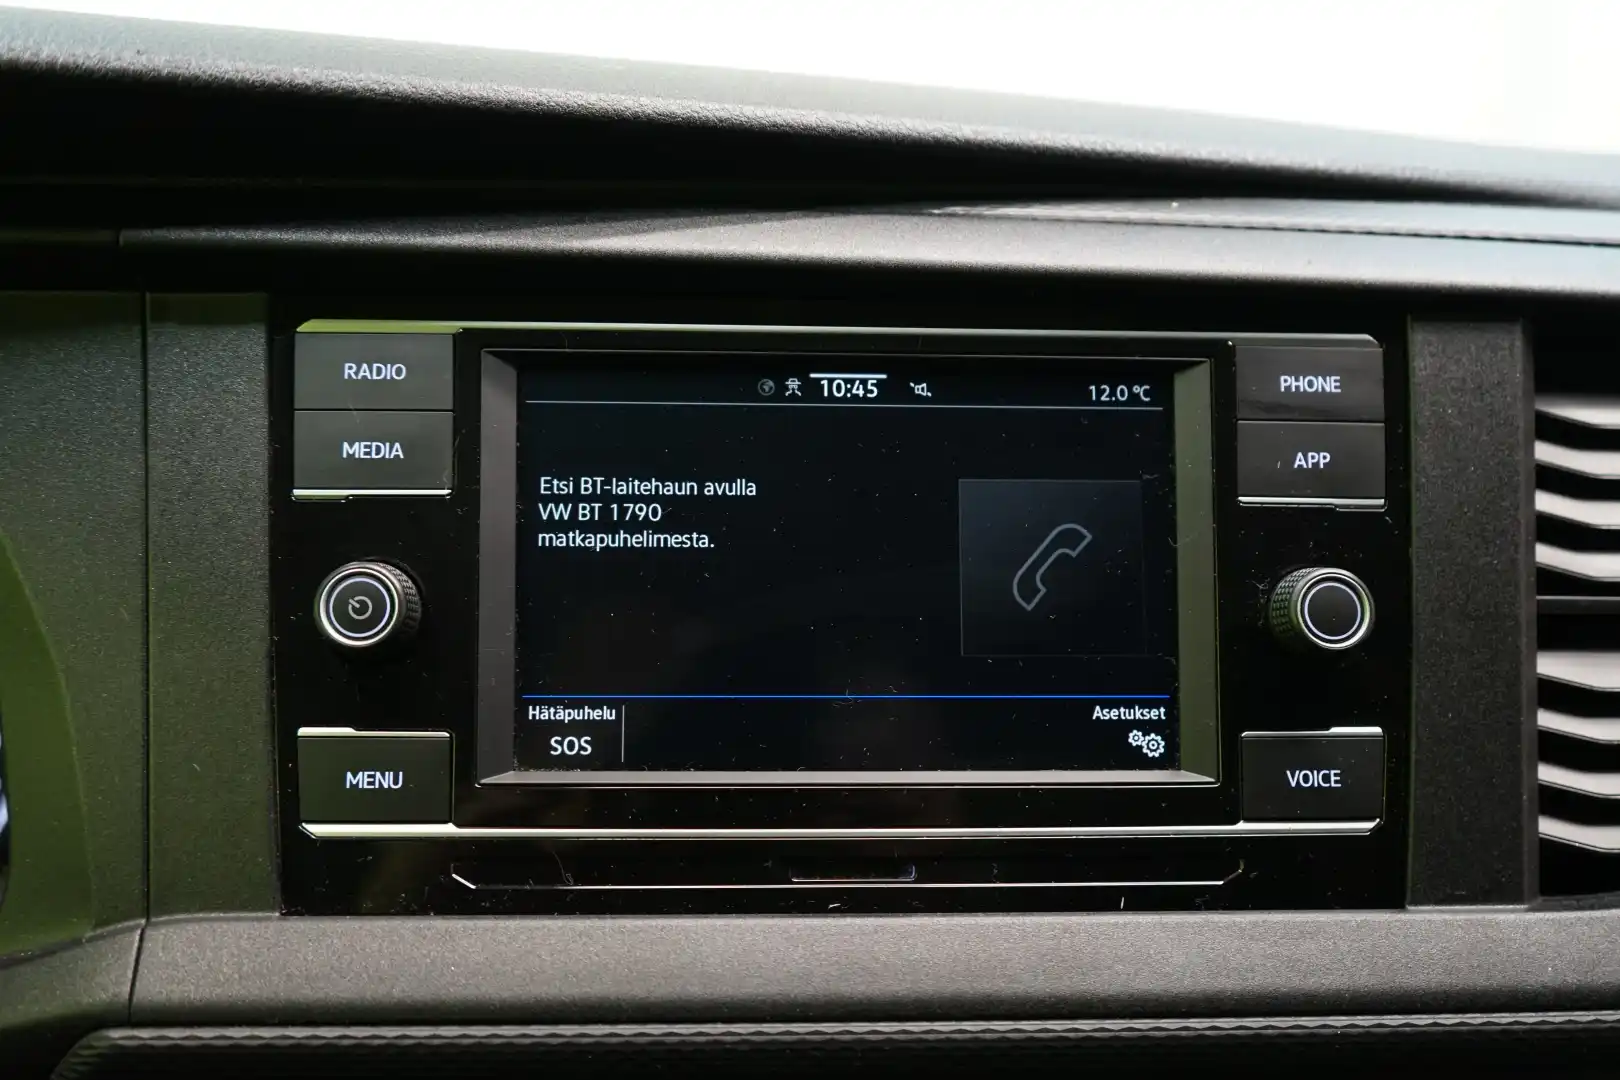 RADIO
MEDIA
MENU
10:45
12.0 °C
Etsi BT-laitehaun avulla
VW BT 1790
matkapuhelimesta.
Hätäpuhelu
SOS
Asetukset
PHONE
APP
VOICE